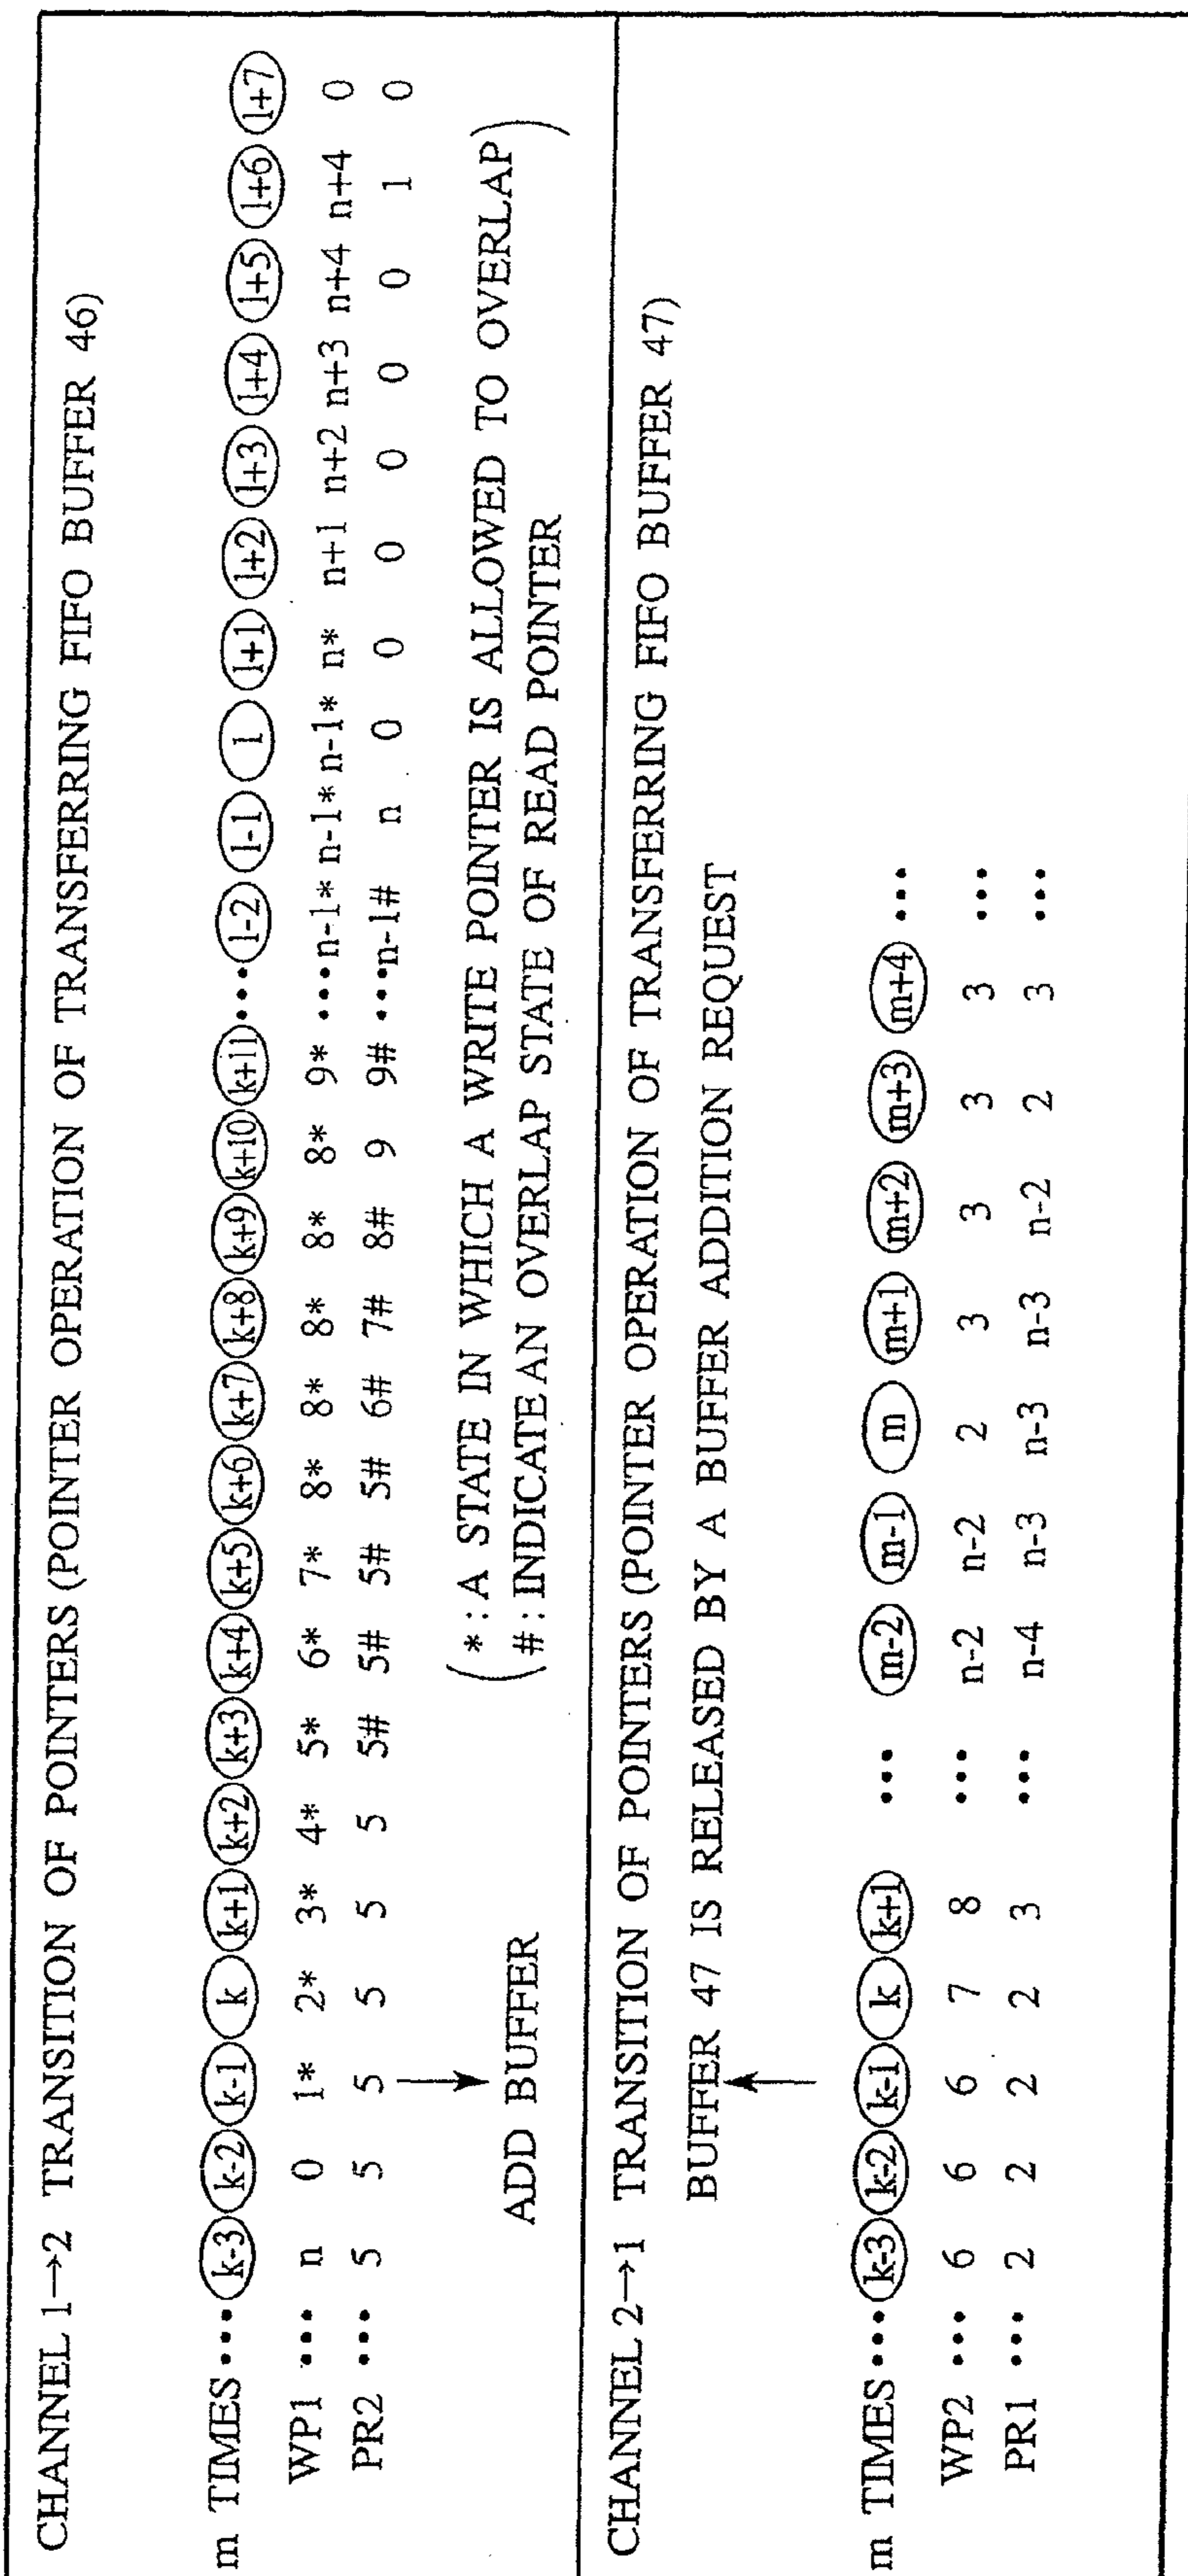 CHANNEL 1→2 TRANSITION OF POINTERS (POINTER OPERATION OF TRANSFERRING FIFO BUFFER 46)
m TIMES ••• k-3 k-2 k-1 k k+1 k+2 k+3 k+4 k+5 k+6 k+7 k+8 k+9 k+10 k+11 ••• l-2 l-1 l l+1 l+2 l+3 l+4 l+5 l+6 l+7
WP1 ••• n 0 1* 2* 3* 4* 5* 6* 7* 8* 8* 8* 8* 8* 9* ••• n-1* n-1* n-1* n* n+1 n+2 n+3 n+4 n+4 0
PR2 ••• 5 5 5 5 5 5 5# 5# 5# 5# 6# 7# 8# 9 9# ••• n-1# n 0 0 0 0 0 0 1 0
ADD BUFFER
( * : A STATE IN WHICH A WRITE POINTER IS ALLOWED TO OVERLAP
# : INDICATE AN OVERLAP STATE OF READ POINTER )
CHANNEL 2→1 TRANSITION OF POINTERS (POINTER OPERATION OF TRANSFERRING FIFO BUFFER 47)
BUFFER 47 IS RELEASED BY A BUFFER ADDITION REQUEST
m TIMES ••• k-3 k-2 k-1 k k+1 ••• m-2 m-1 m m+1 m+2 m+3 m+4 •••
WP2 ••• 6 6 6 7 8 ••• n-2 n-2 2 3 3 3 3 •••
PR1 ••• 2 2 2 2 3 ••• n-4 n-3 n-3 n-3 n-2 2 3 •••